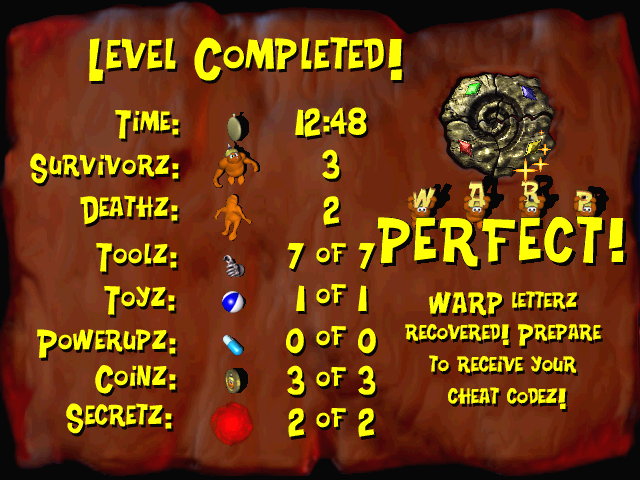 LEVEL COMPLETED!
TIME: 12:48
SURVIVORZ: 3
DEATHZ: 2
TOOLZ: 7 OF 7
TOYZ: 1 OF 1
POWERUPZ: 0 OF 0
COINZ: 3 OF 3
SECRETZ: 2 OF 2
W A R P
PERFECT!
WARP LETTERZ
RECOVERED! PREPARE
TO RECEIVE YOUR
CHEAT CODEZ!